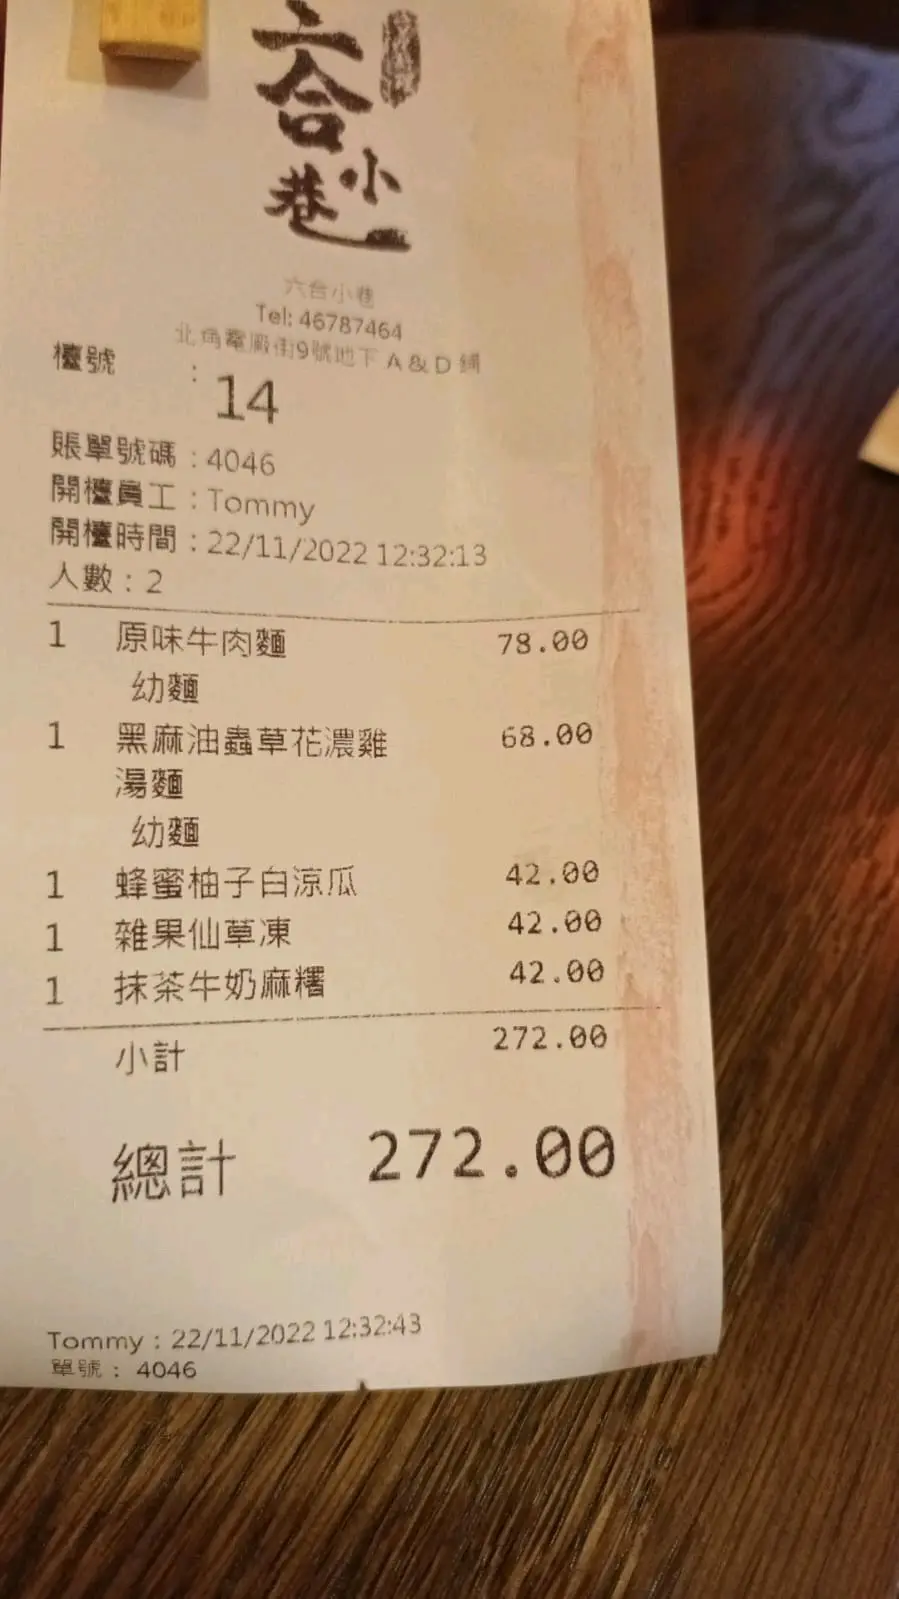 六合
小巷
六合小巷
Tel: 46787464
北角電廠街9號地下 A & D 鋪
檯號 : 14
賬單號碼 : 4046
開檯員工 : Tommy
開檯時間 : 22/11/2022 12:32:13
人數 : 2
1 原味牛肉麵 78.00
幼麵
1 黑麻油蟲草花濃雞 68.00
湯麵
幼麵
1 蜂蜜柚子白涼瓜 42.00
1 雜果仙草凍 42.00
1 抹茶牛奶麻糬 42.00
小計 272.00
總計 272.00
Tommy : 22/11/2022 12:32:43
單號 : 4046